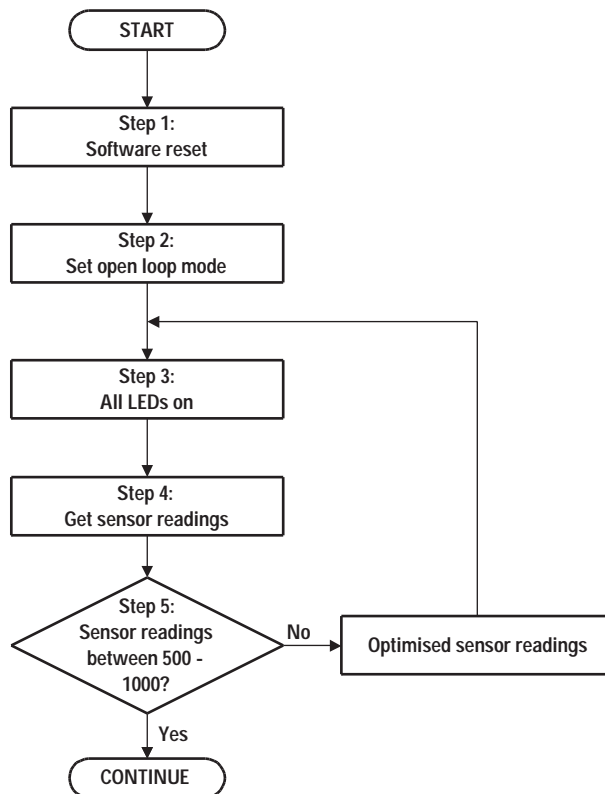 START
Step 1:
Software reset
Step 2:
Set open loop mode
Step 3:
All LEDs on
Step 4:
Get sensor readings
Step 5:
Sensor readings
between 500 -
1000?
No
Optimised sensor readings
Yes
CONTINUE